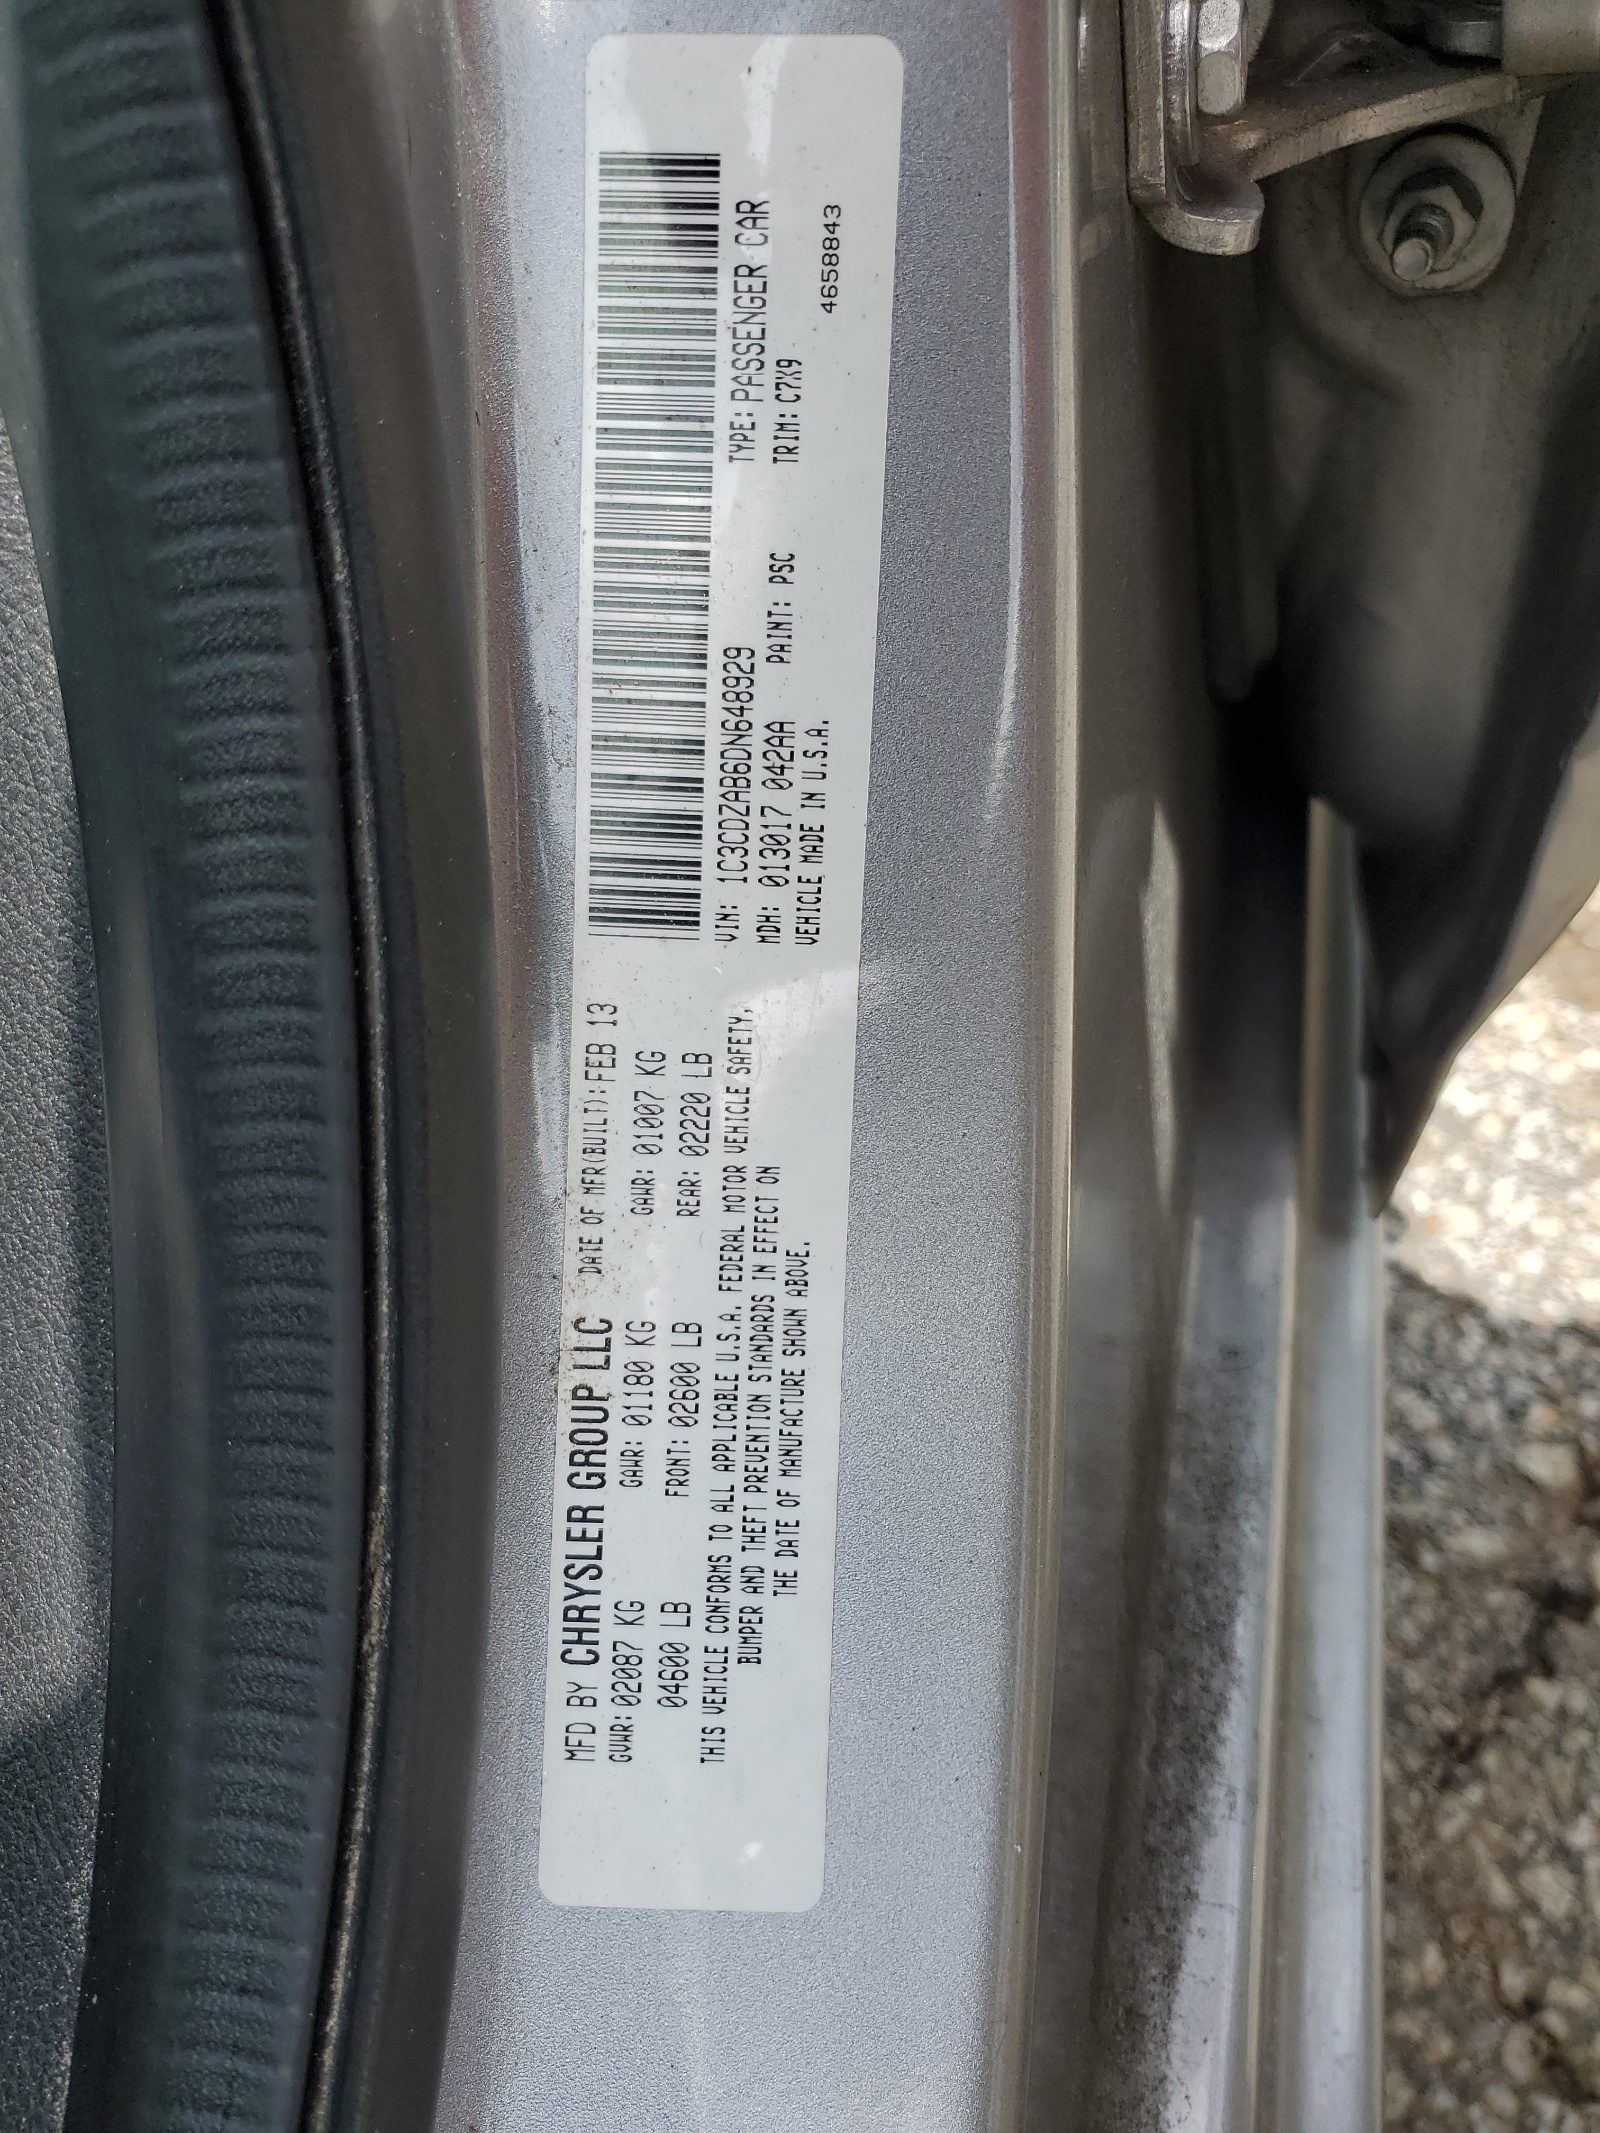 MFD BY CHRYSLER GROUP LLC DATE OF MFR(BUILT):FEB 13
GVWR:02087 KG GAWR:01180 KG GAWR:01007 KG
04600 LB FRONT:02600 LB REAR:02220 LB
THIS VEHICLE CONFORMS TO ALL APPLICABLE U.S.A. FEDERAL MOTOR VEHICLE SAFETY,
BUMPER AND THEFT PREVENTION STANDARDS IN EFFECT ON
THE DATE OF MANUFACTURE SHOWN ABOVE.
VIN: 1C3CDZAB6DN648929 TYPE:PASSENGER CAR
MDH: 013017 042AA PAINT: PSC TRIM: C7X9
VEHICLE MADE IN U.S.A.
4658843